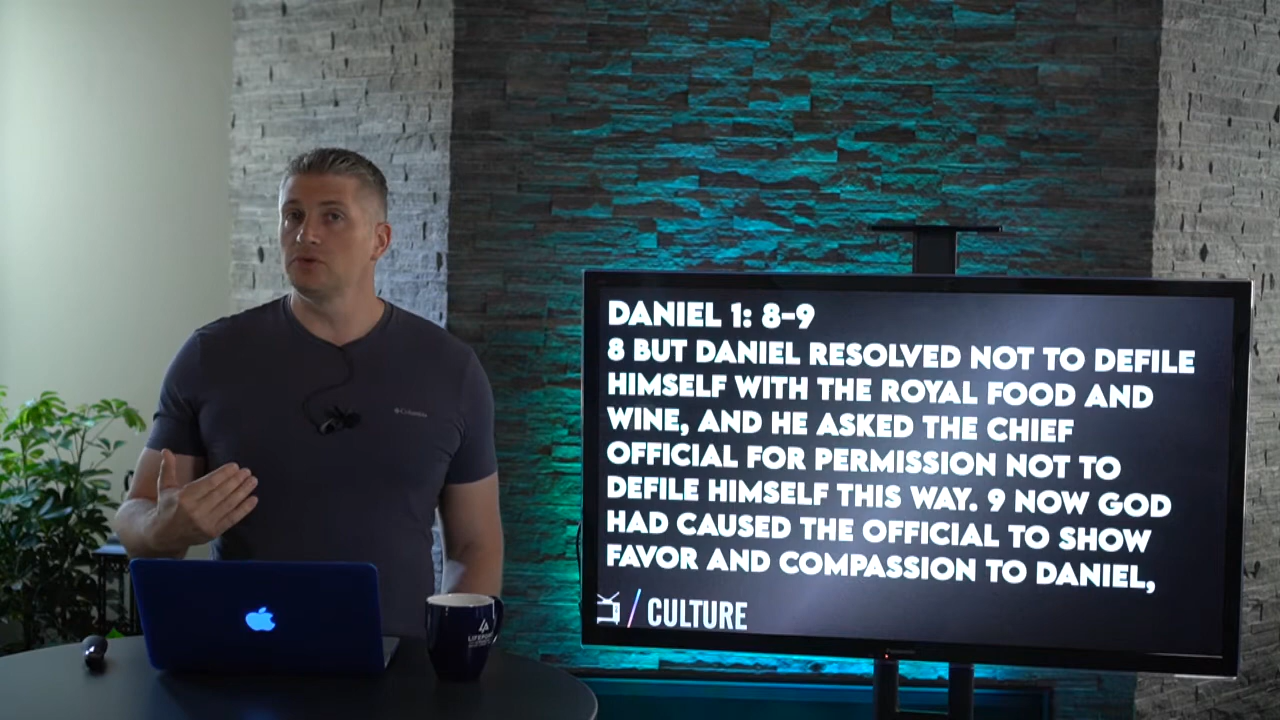 DANIEL 1: 8-9
8 BUT DANIEL RESOLVED NOT TO DEFILE
HIMSELF WITH THE ROYAL FOOD AND
WINE, AND HE ASKED THE CHIEF
OFFICIAL FOR PERMISSION NOT TO
DEFILE HIMSELF THIS WAY. 9 NOW GOD
HAD CAUSED THE OFFICIAL TO SHOW
FAVOR AND COMPASSION TO DANIEL,
/ CULTURE
Columbia
Panasonic